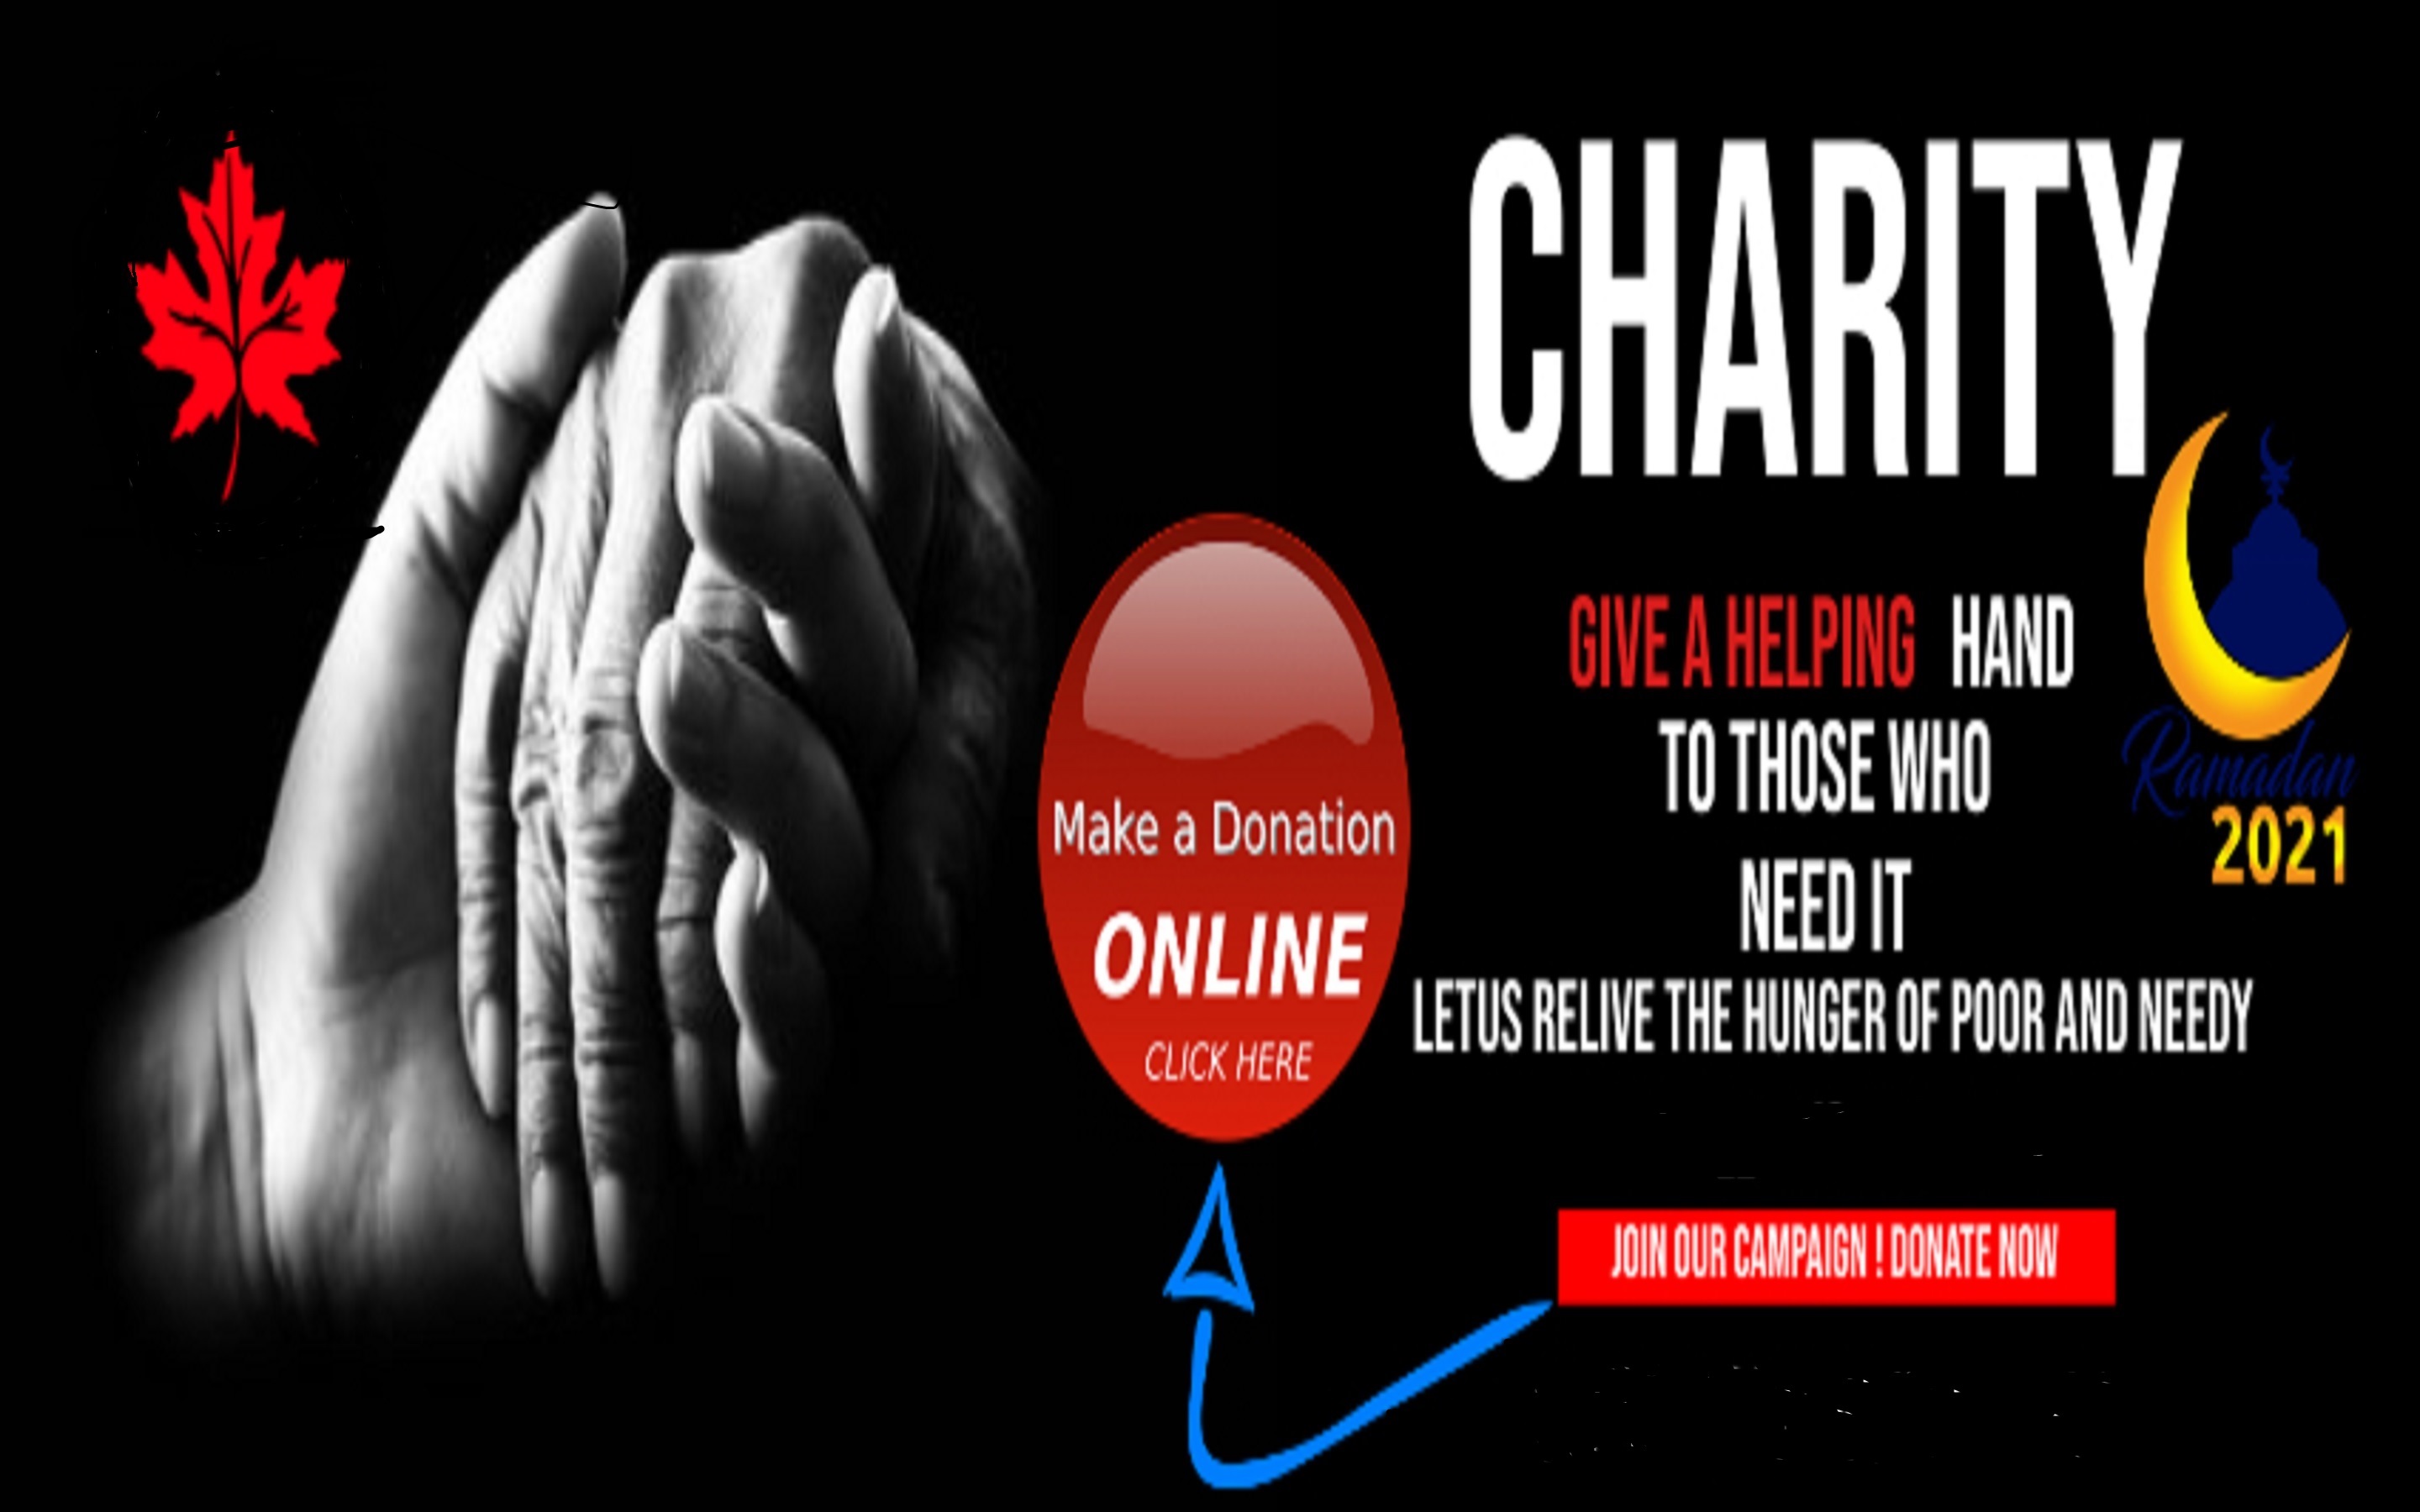 CHARITY
GIVE A HELPING HAND
TO THOSE WHO
NEED IT
LETUS RELIVE THE HUNGER OF POOR AND NEEDY
Ramadan
2021
Make a Donation
ONLINE
CLICK HERE
JOIN OUR CAMPAIGN ! DONATE NOW